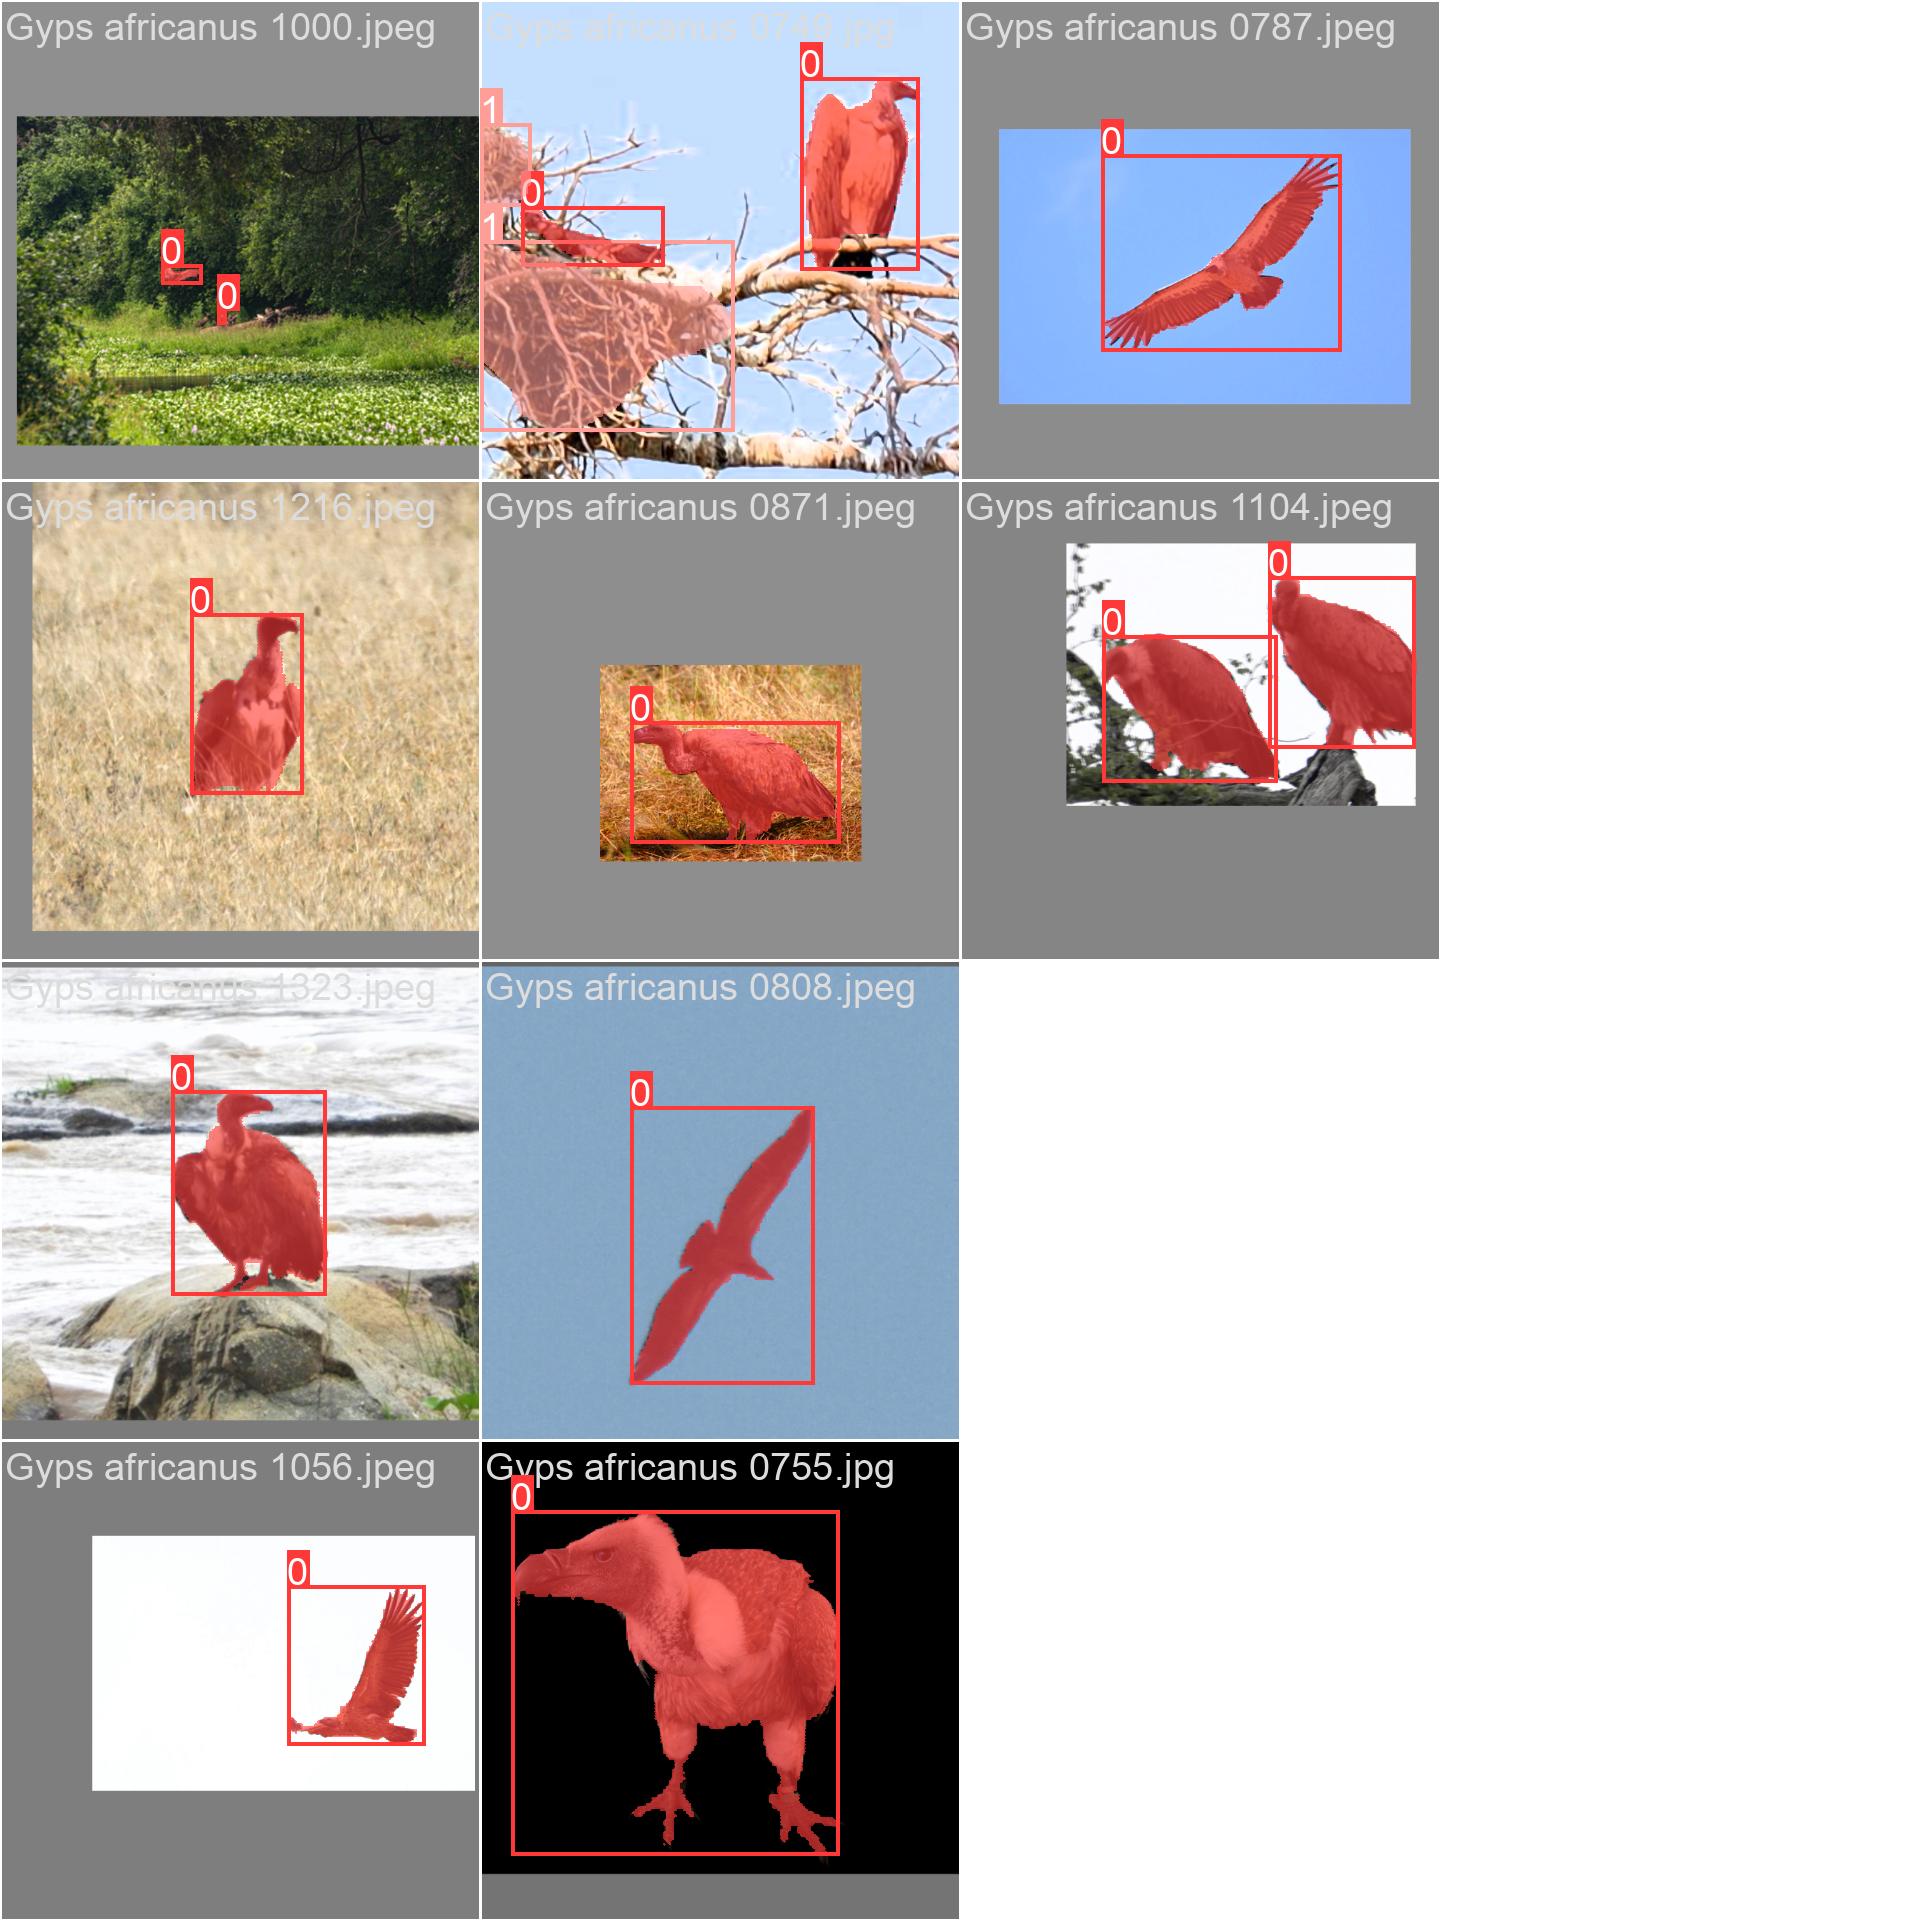 Gyps africanus 1000.jpeg
0
0
Gyps africanus 0749.jpg
0
1
0
1
Gyps africanus 0787.jpeg
0
Gyps africanus 1216.jpeg
0
Gyps africanus 0871.jpeg
0
Gyps africanus 1104.jpeg
0
0
Gyps africanus 1323.jpeg
0
Gyps africanus 0808.jpeg
0
Gyps africanus 1056.jpeg
0
Gyps africanus 0755.jpg
0